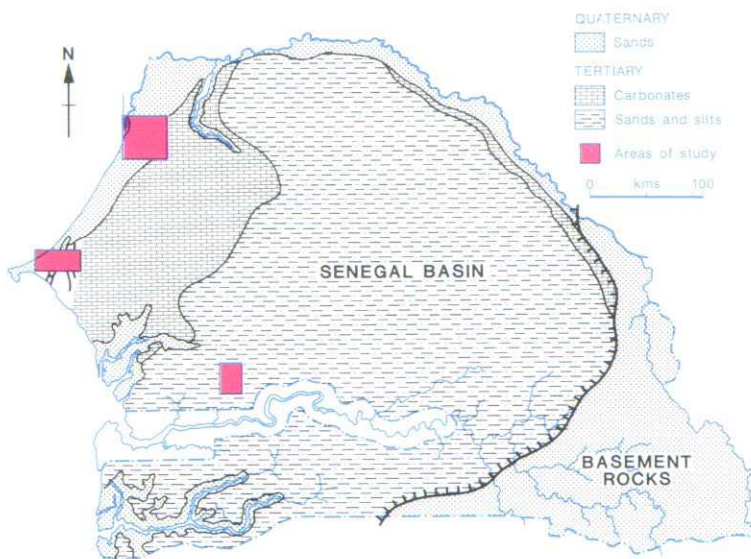 N
QUATERNARY
Sands
TERTIARY
Carbonates
Sands and silts
Areas of study
0 kms 100
SENEGAL BASIN
BASEMENT
ROCKS